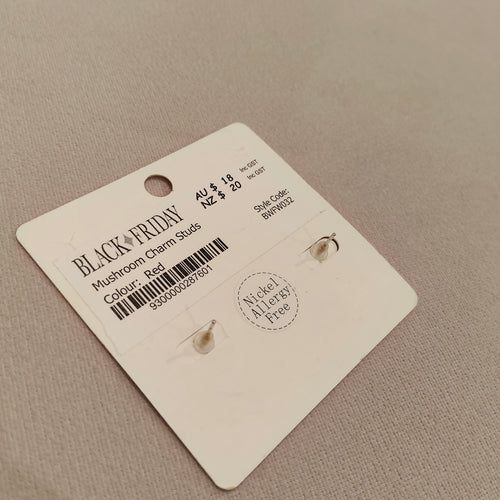 BLACK FRIDAY
Mushroom Charm Studs
Colour: Red
9300000287601
AU $ 18 Inc GST
NZ $ 20 Inc GST
Style Code:
BWFW032
Nickel
Allergy
Free